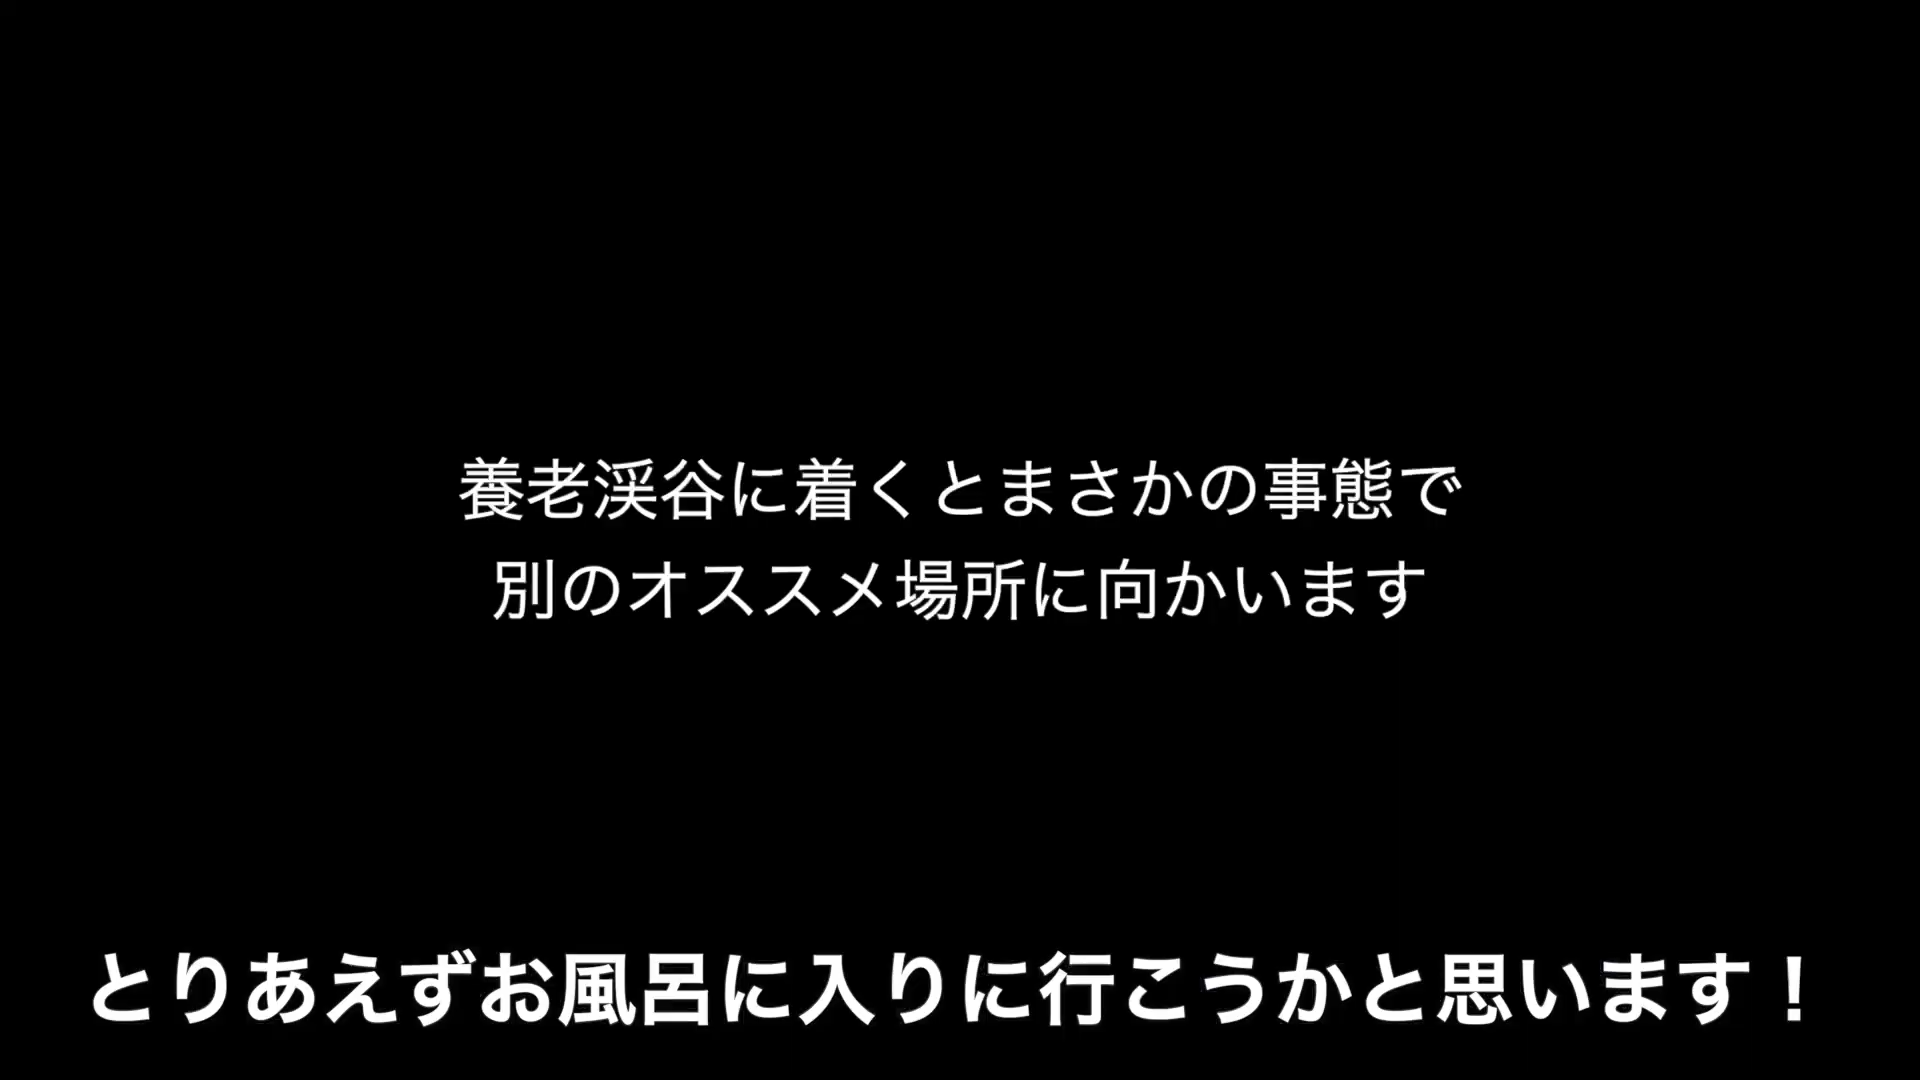 養老渓谷に着くとまさかの事態で
別のオススメ場所に向かいます
とりあえずお風呂に入りに行こうかと思います！